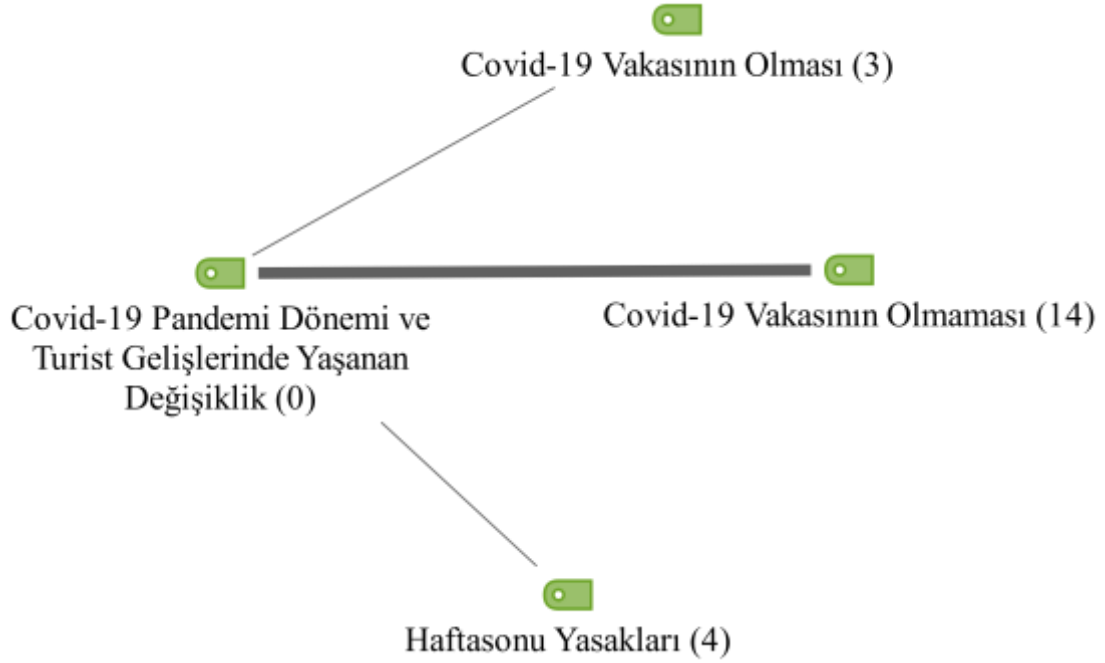 Covid-19 Vakasının Olması (3)
Covid-19 Pandemi Dönemi ve
Turist Gelişlerinde Yaşanan
Değişiklik (0)
Covid-19 Vakasının Olmaması (14)
Haftasonu Yasakları (4)